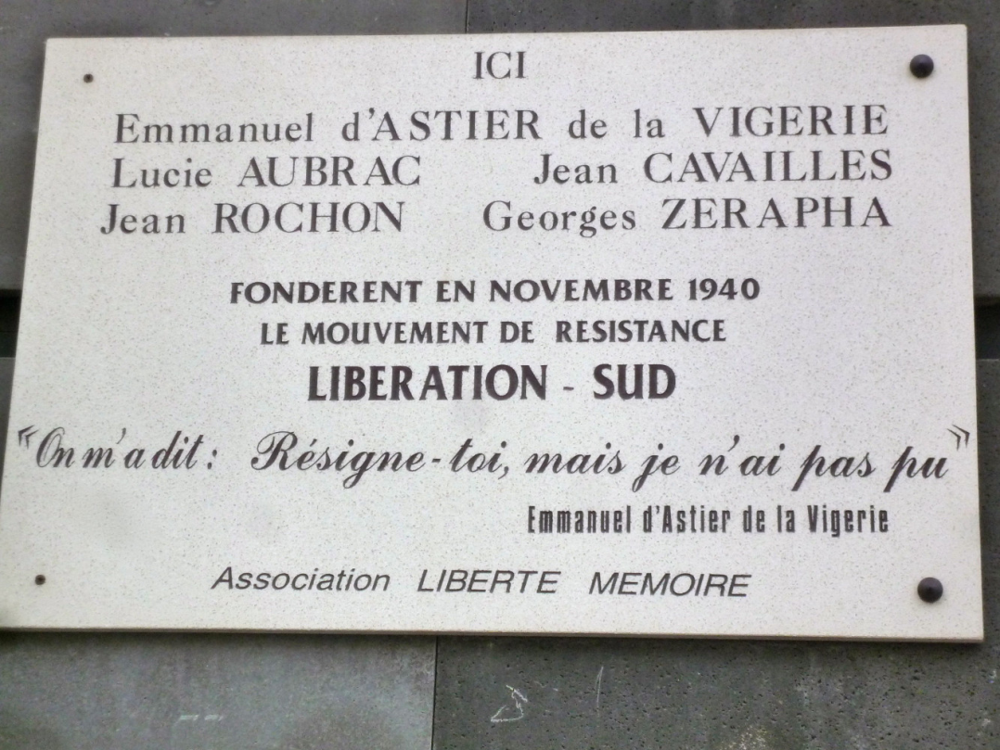 ICI
Emmanuel d'ASTIER de la VIGERIE
Lucie AUBRAC Jean CAVAILLES
Jean ROCHON Georges ZERAPHA
FONDERENT EN NOVEMBRE 1940
LE MOUVEMENT DE RESISTANCE
LIBERATION - SUD
"On m'a dit: Résigne-toi, mais je n'ai pas pu"
Emmanuel d'Astier de la Vigerie
Association LIBERTE MEMOIRE